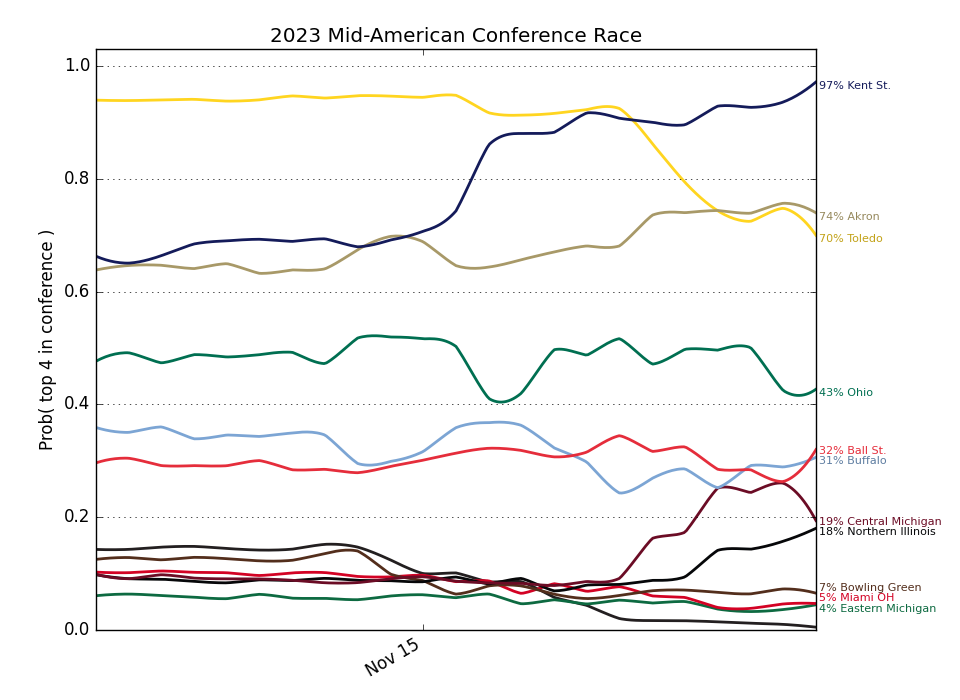 2023 Mid-American Conference Race
1.0
0.8
0.6
0.4
0.2
0.0
Prob( top 4 in conference )
Nov 15
97% Kent St.
74% Akron
70% Toledo
43% Ohio
32% Ball St.
31% Buffalo
19% Central Michigan
18% Northern Illinois
7% Bowling Green
5% Miami OH
4% Eastern Michigan